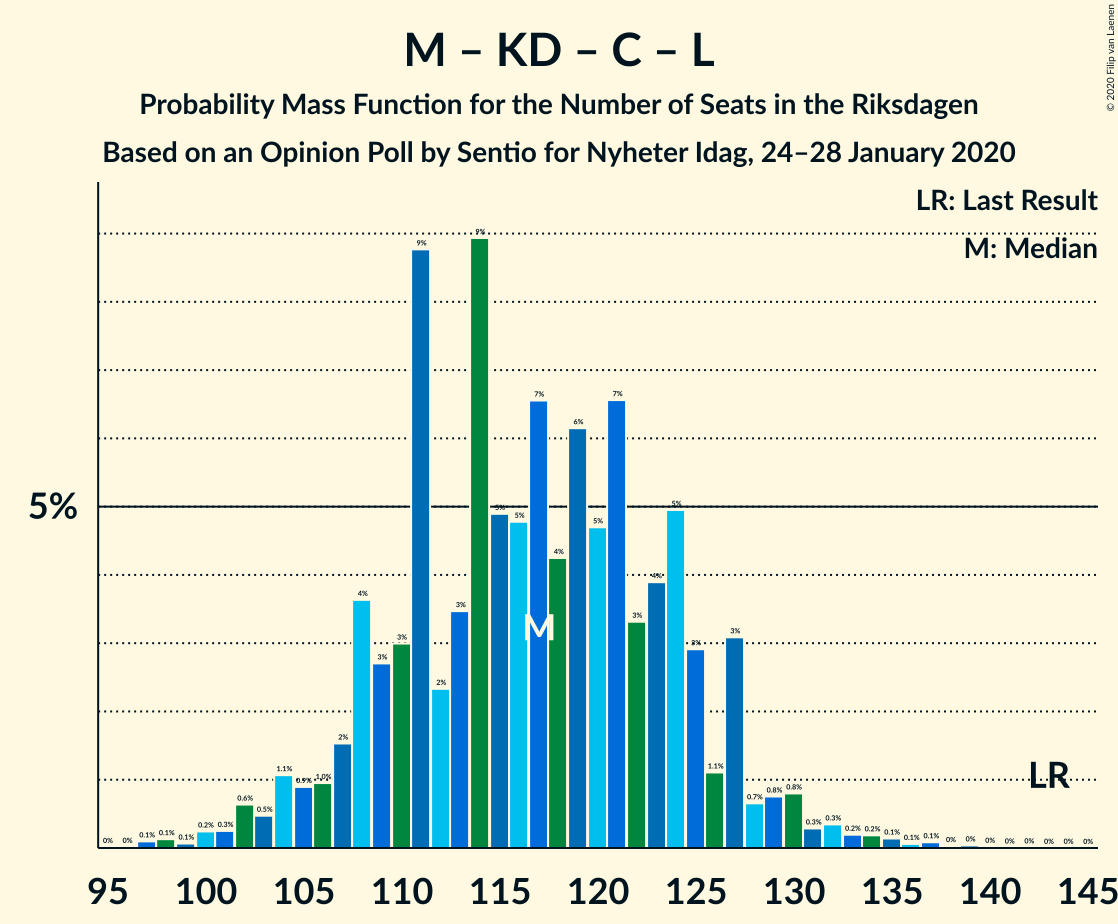 M – KD – C – L
Probability Mass Function for the Number of Seats in the Riksdagen
Based on an Opinion Poll by Sentio for Nyheter Idag, 24–28 January 2020
© 2020 Filip van Laenen
LR: Last Result
M: Median
5%
0% 0% 0.1% 0.1% 0.1% 0.2% 0.3% 0.6% 0.5% 1.1% 0.9% 1.0% 2% 4% 3% 3% 9% 2% 3% 9% 5% 5% 7% 4% 6% 5% 7% 3% 4% 5% 3% 1.1% 3% 0.7% 0.8% 0.8% 0.3% 0.3% 0.2% 0.2% 0.1% 0.1% 0.1% 0% 0% 0% 0% 0% 0% 0% 0%
M
LR
95 100 105 110 115 120 125 130 135 140 145